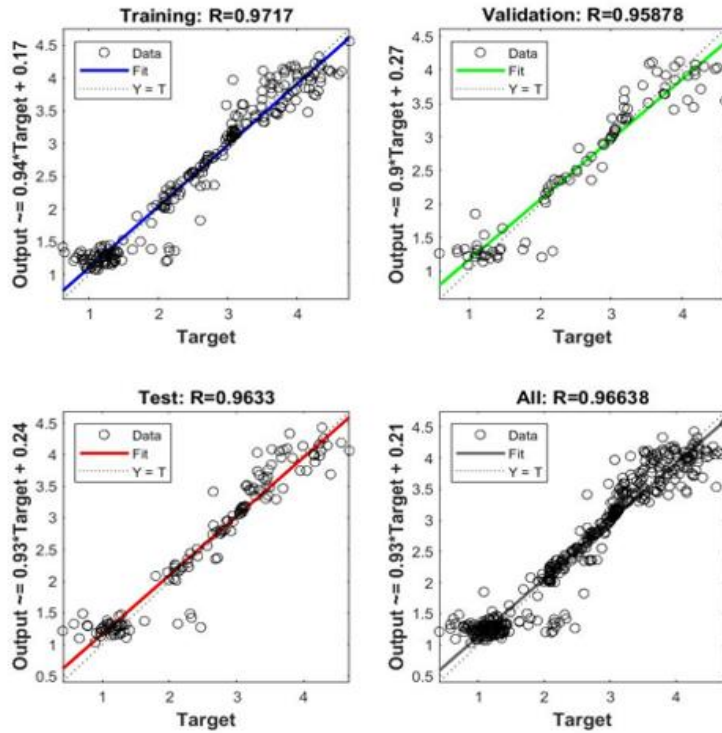 Training: R=0.9717
Output ~= 0.94*Target + 0.17
4.5
4
3.5
3
2.5
2
1.5
1
Data
Fit
Y = T
1 2 3 4
Target
Validation: R=0.95878
Output ~= 0.9*Target + 0.27
4.5
4
3.5
3
2.5
2
1.5
1
Data
Fit
Y = T
1 2 3 4
Target
Test: R=0.9633
Output ~= 0.93*Target + 0.24
4.5
4
3.5
3
2.5
2
1.5
1
0.5
Data
Fit
Y = T
1 2 3 4
Target
All: R=0.96638
Output ~= 0.93*Target + 0.21
4.5
4
3.5
3
2.5
2
1.5
1
0.5
Data
Fit
Y = T
1 2 3 4
Target